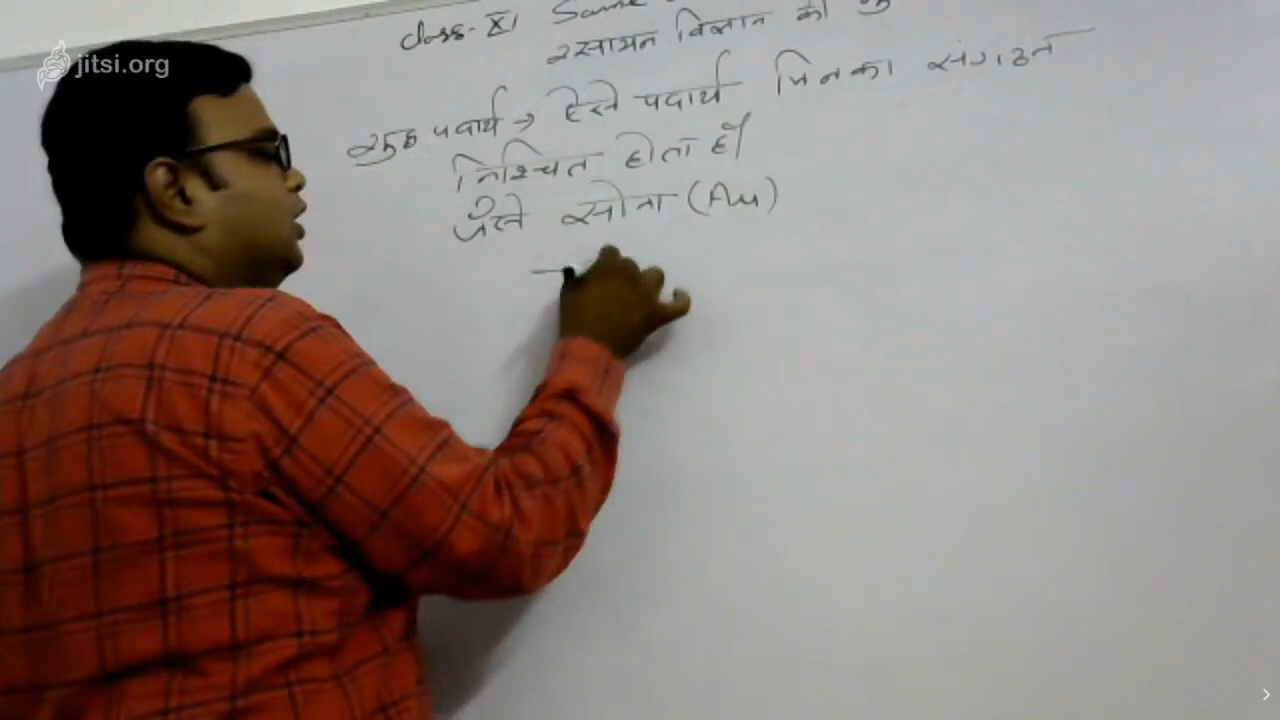 jitsi.org
Class-XI Some
रसायन विज्ञान की कु
शुद्ध पदार्थ → ऐसे पदार्थ जिनका संगठन
निश्चित होता है।
जैसे सोना (Au)